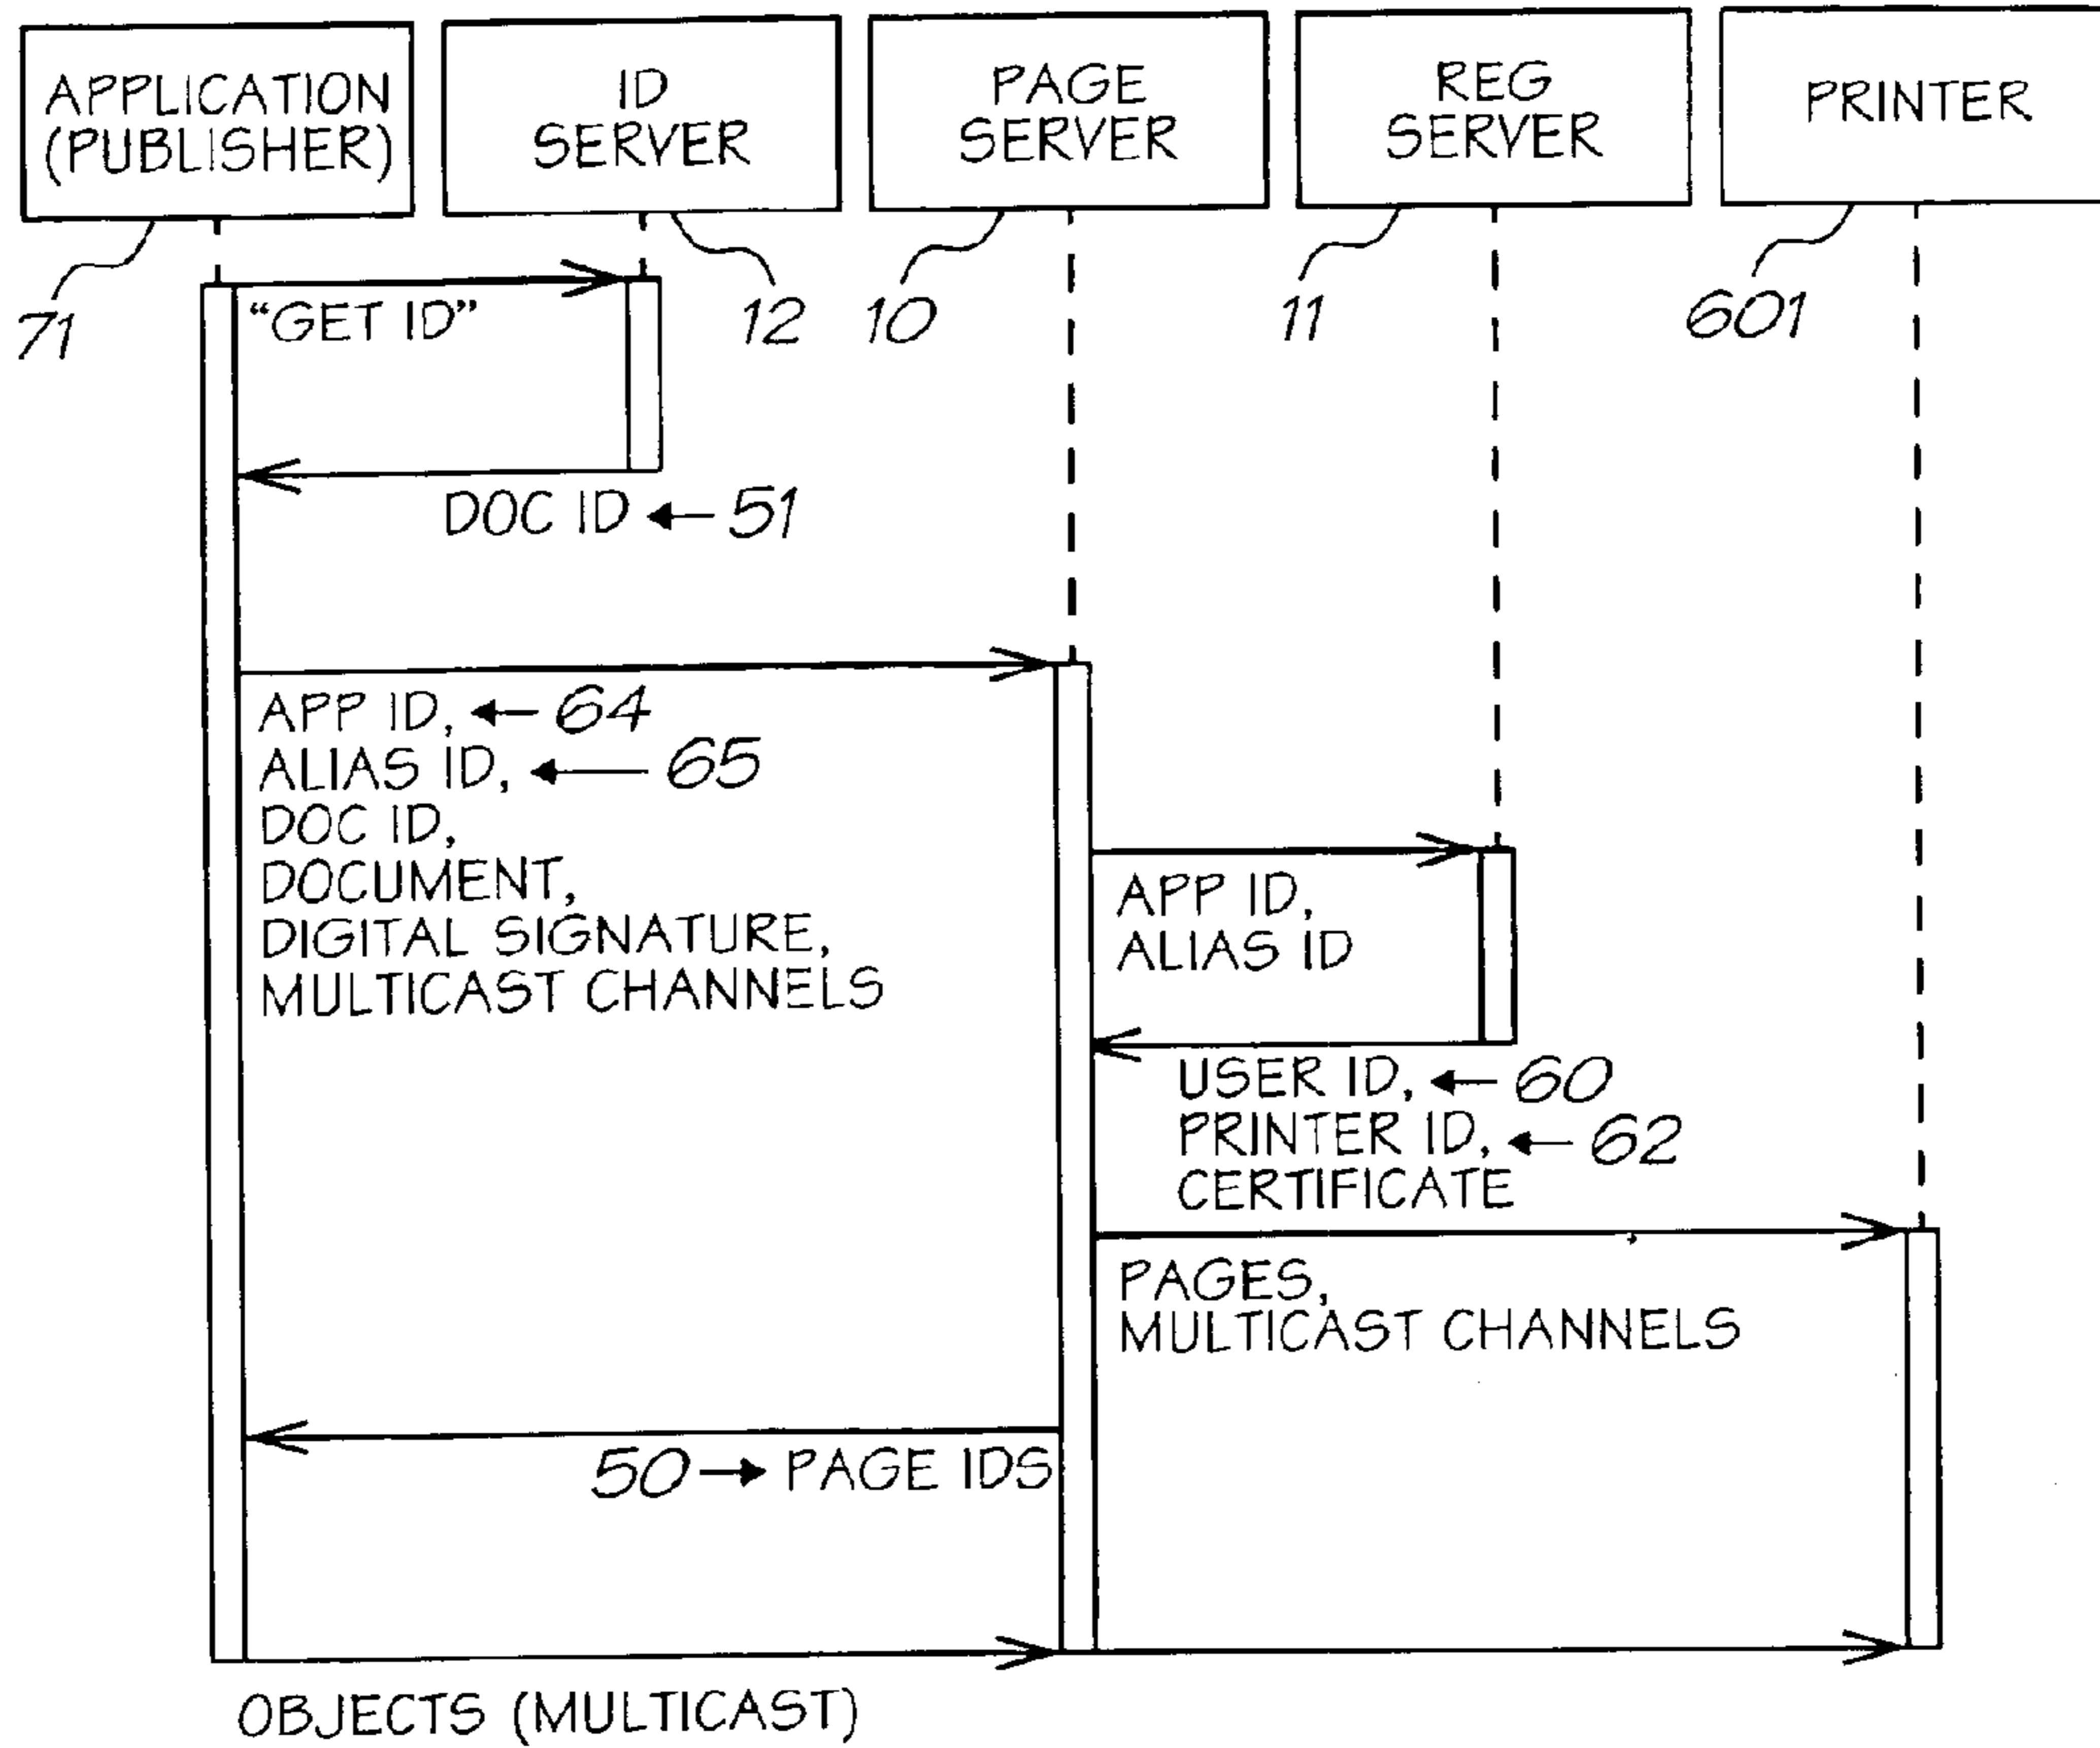 APPLICATION
(PUBLISHER)
ID
SERVER
PAGE
SERVER
REG
SERVER
PRINTER
71
12
10
11
601
"GET ID"
DOC ID 51
APP ID, 64
ALIAS ID, 65
DOC ID,
DOCUMENT,
DIGITAL SIGNATURE,
MULTICAST CHANNELS
APP ID,
ALIAS ID
USER ID, 60
PRINTER ID, 62
CERTIFICATE
PAGES,
MULTICAST CHANNELS
50 PAGE IDS
OBJECTS (MULTICAST)